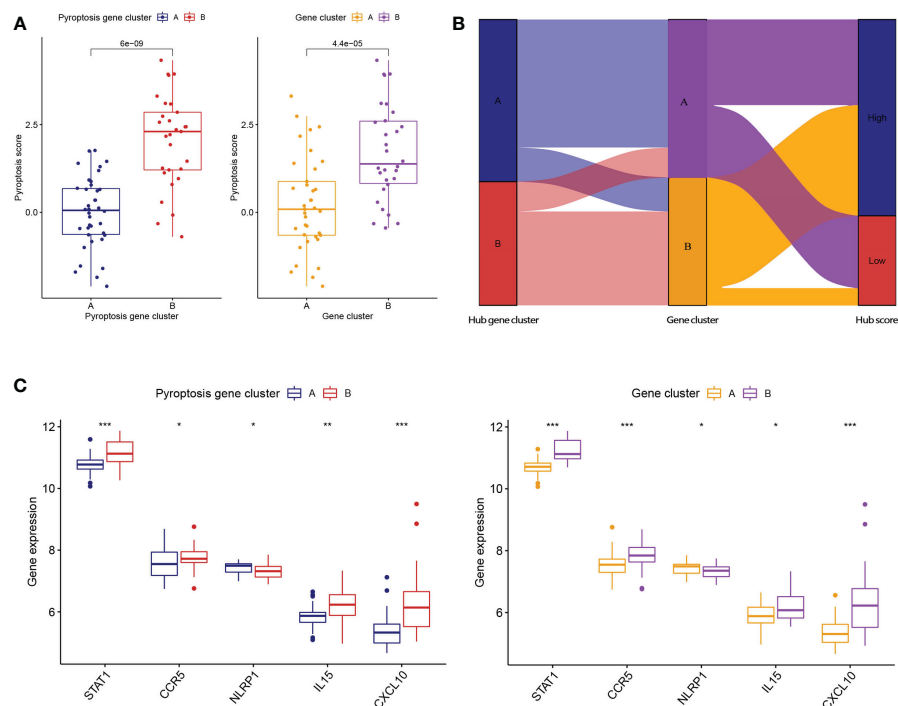 A
Pyroptosis gene cluster A B
6e-09
Pyroptosis score
2.5
0.0
A B
Pyroptosis gene cluster
Gene cluster A B
4.4e-05
Pyroptosis score
2.5
0.0
A B
Gene cluster
B
A
B
A
B
High
Low
Hub gene cluster Gene cluster Hub score
C
Pyroptosis gene cluster A B
*** * * ** ***
Gene expression
12
10
8
6
STAT1 CCR5 NLRP1 IL15 CXCL10
Gene cluster A B
*** *** * * ***
Gene expression
12
10
8
6
STAT1 CCR5 NLRP1 IL15 CXCL10